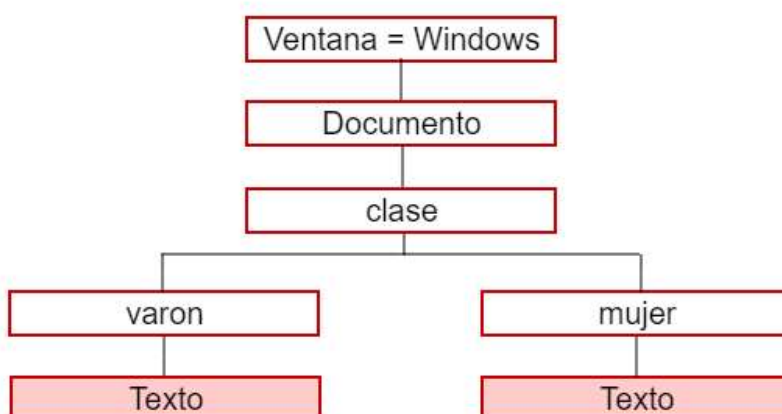 Ventana = Windows
Documento
clase
varon
mujer
Texto
Texto